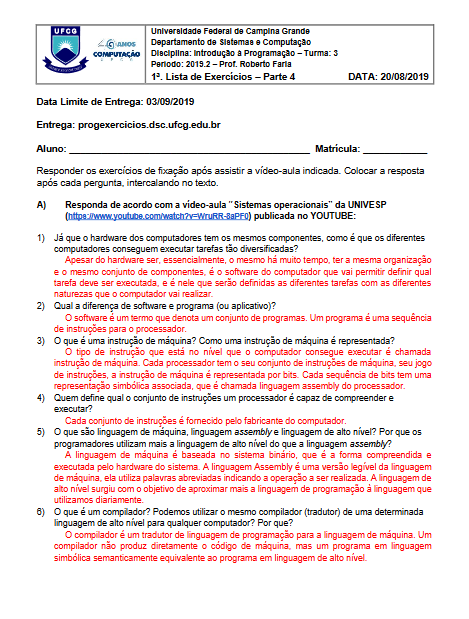 UFCG
ANOS
COMPUTAÇÃO
UFCG
Universidade Federal de Campina Grande
Departamento de Sistemas e Computação
Disciplina: Introdução à Programação – Turma: 3
Período: 2019.2 – Prof. Roberto Faria
1ª. Lista de Exercícios – Parte 4 DATA: 20/08/2019
Data Limite de Entrega: 03/09/2019
Entrega: progexercicios.dsc.ufcg.edu.br
Aluno: ______________________________ Matrícula: ____________
Responder os exercícios de fixação após assistir a vídeo-aula indicada. Colocar a resposta
após cada pergunta, intercalando no texto.
A) Responda de acordo com a vídeo-aula "Sistemas operacionais" da UNIVESP
(https://www.youtube.com/watch?v=WruRR-8aPF0) publicada no YOUTUBE:
1) Já que o hardware dos computadores tem os mesmos componentes, como é que os diferentes
computadores conseguem executar tarefas tão diversificadas?
Apesar do hardware ser, essencialmente, o mesmo há muito tempo, ter a mesma organização
e o mesmo conjunto de componentes, é o software do computador que vai permitir definir qual
tarefa deve ser executada, e é nele que serão definidas as diferentes tarefas com as diferentes
naturezas que o computador vai realizar.
2) Qual a diferença de software e programa (ou aplicativo)?
O software é um termo que denota um conjunto de programas. Um programa é uma sequência
de instruções para o processador.
3) O que é uma instrução de máquina? Como uma instrução de máquina é representada?
O tipo de instrução que está no nível que o computador consegue executar é chamada
instrução de máquina. Cada processador tem o seu conjunto de instruções de máquina, seu jogo
de instruções, a instrução de máquina é representada por bits. Cada sequência de bits tem uma
representação simbólica associada, que é chamada linguagem assembly do processador.
4) Quem define qual o conjunto de instruções um processador é capaz de compreender e
executar?
Cada conjunto de instruções é fornecido pelo fabricante do computador.
5) O que são linguagem de máquina, linguagem assembly e linguagem de alto nível? Por que os
programadores utilizam mais a linguagem de alto nível do que a linguagem assembly?
A linguagem de máquina é baseada no sistema binário, que é a forma compreendida e
executada pelo hardware do sistema. A linguagem Assembly é uma versão legível da linguagem
de máquina, ela utiliza palavras abreviadas indicando a operação a ser realizada. A linguagem de
alto nível surgiu com o objetivo de aproximar mais a linguagem de programação à linguagem que
utilizamos diariamente.
6) O que é um compilador? Podemos utilizar o mesmo compilador (tradutor) de uma determinada
linguagem de alto nível para qualquer computador? Por que?
O compilador é um tradutor de linguagem de programação para a linguagem de máquina. Um
compilador não produz diretamente o código de máquina, mas um programa em linguagem
simbólica semanticamente equivalente ao programa em linguagem de alto nível.